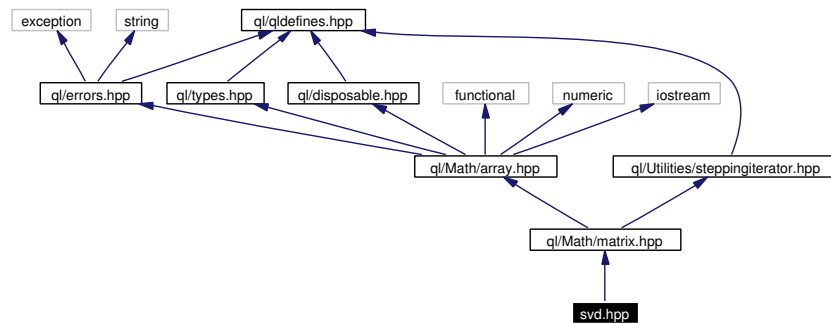 exception
string
ql/qldefines.hpp
ql/errors.hpp
ql/types.hpp
ql/disposable.hpp
functional
numeric
iostream
ql/Math/array.hpp
ql/Utilities/steppingiterator.hpp
ql/Math/matrix.hpp
svd.hpp